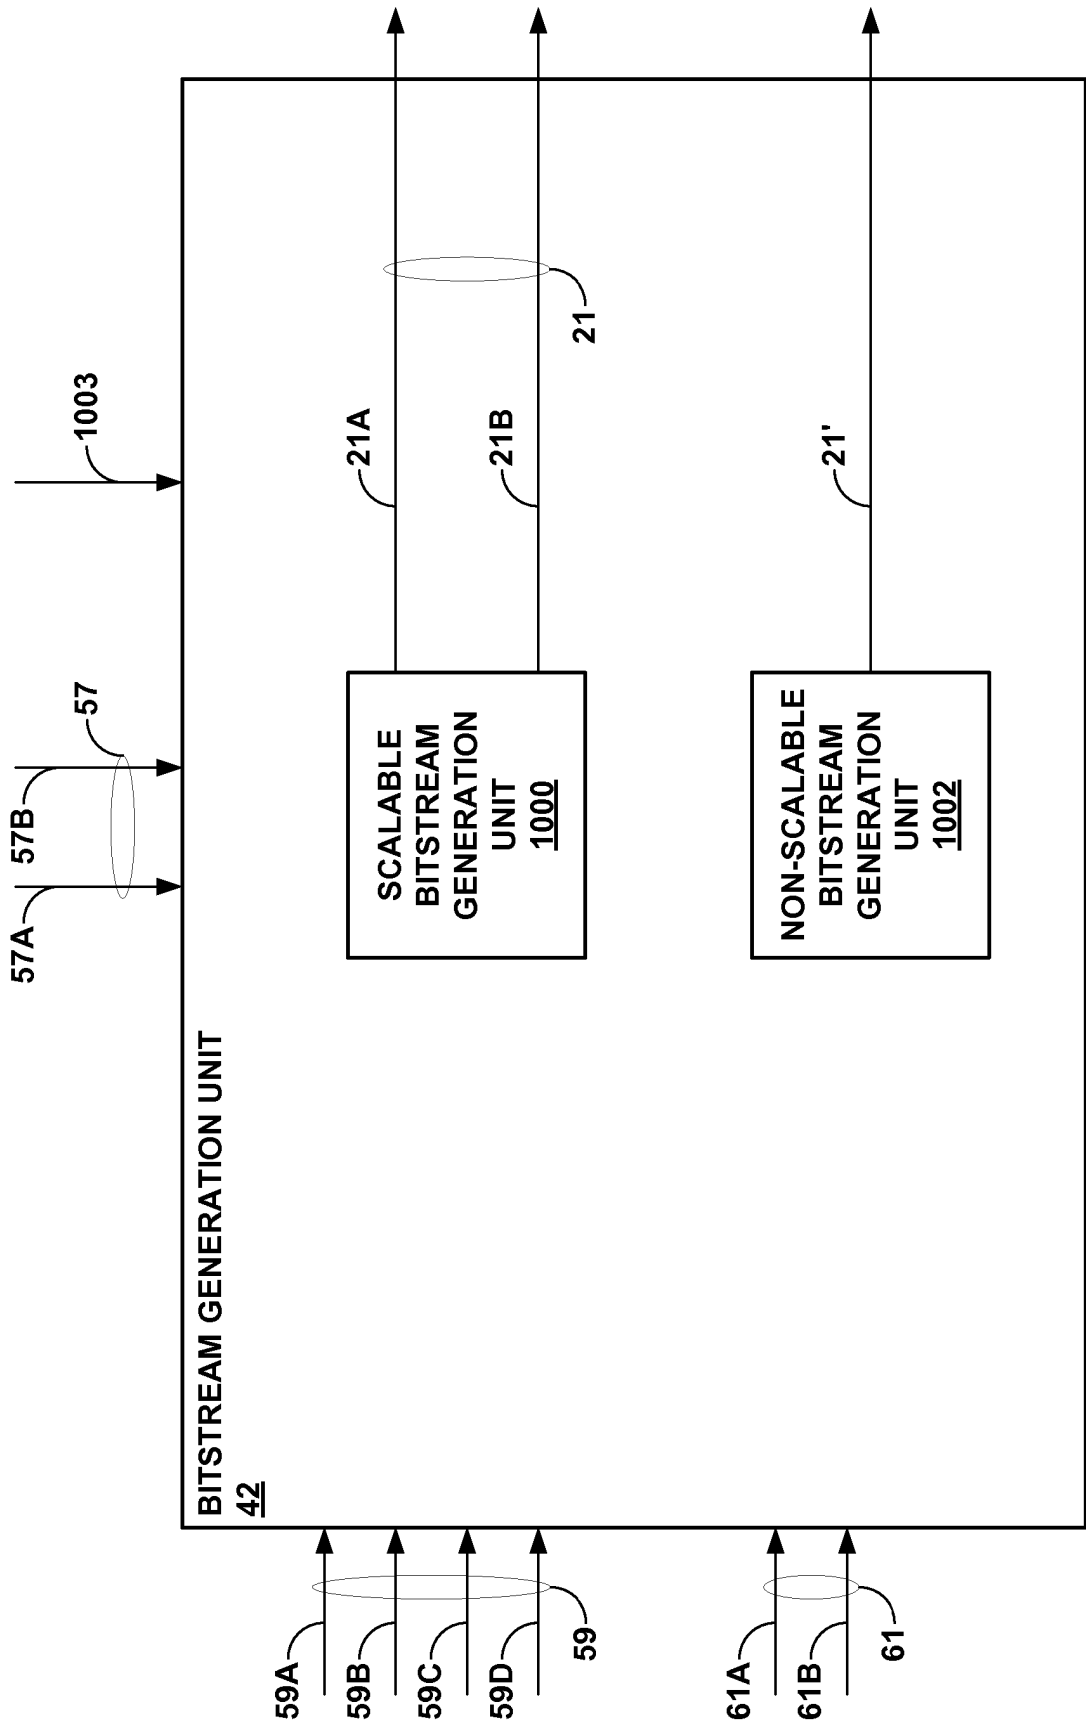 57A
57B
57
1003
BITSTREAM GENERATION UNIT
42
59A
59B
59C
59D
59
61A
61B
61
SCALABLE
BITSTREAM
GENERATION
UNIT
1000
21A
21B
21
NON-SCALABLE
BITSTREAM
GENERATION
UNIT
1002
21'